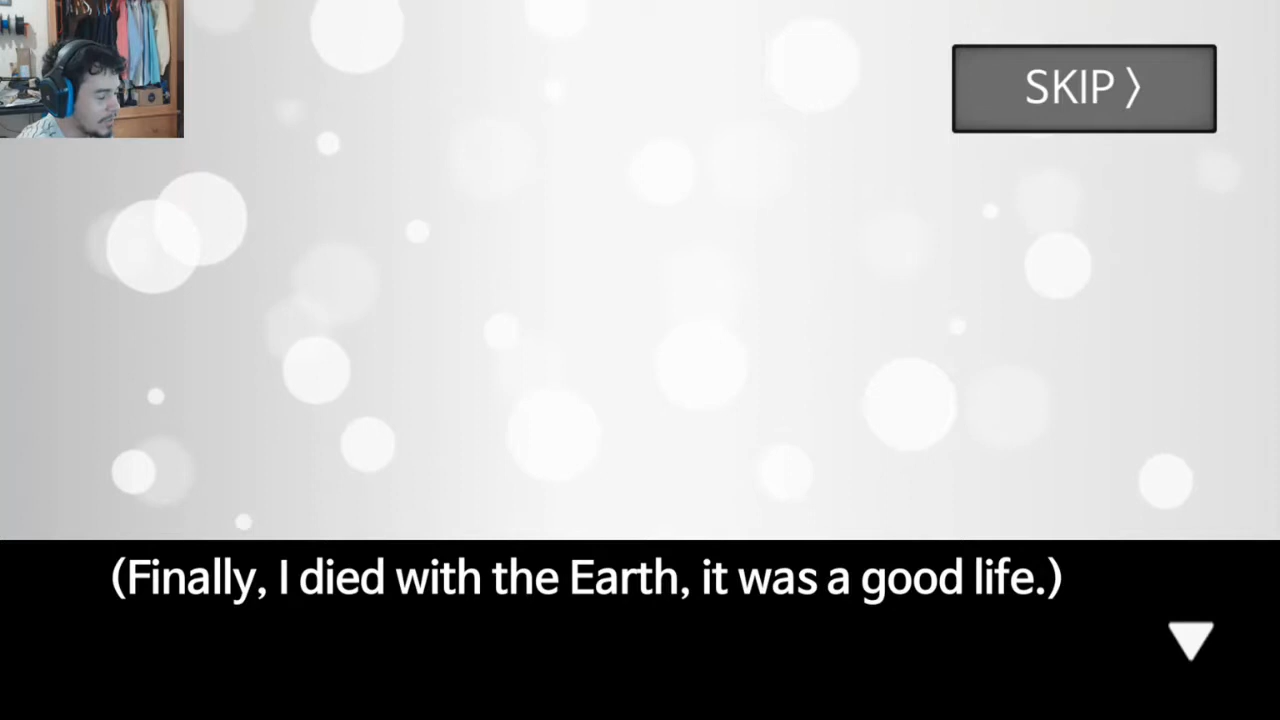 SKIP 〉
(Finally, I died with the Earth, it was a good life.)